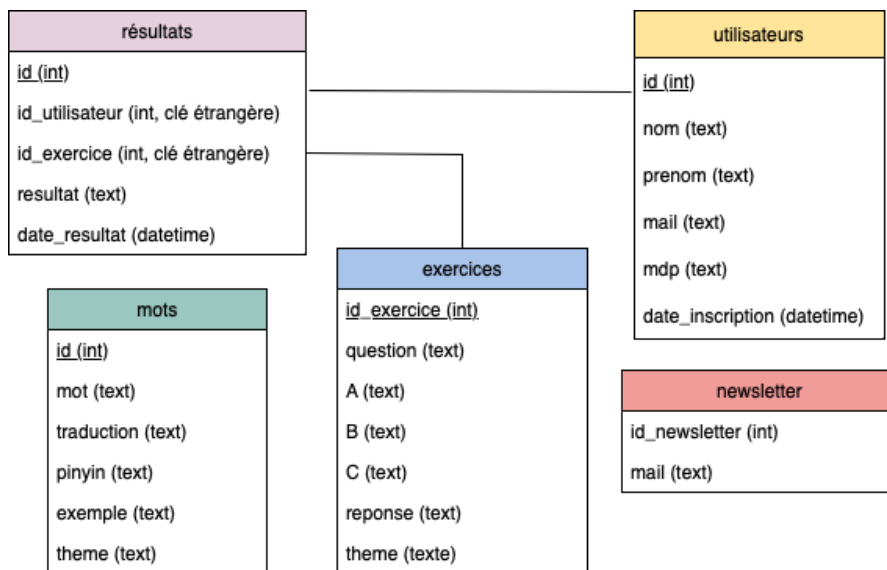 résultats
id (int)
id_utilisateur (int, clé étrangère)
id_exercice (int, clé étrangère)
resultat (text)
date_resultat (datetime)
utilisateurs
id (int)
nom (text)
prenom (text)
mail (text)
mdp (text)
date_inscription (datetime)
mots
id (int)
mot (text)
traduction (text)
pinyin (text)
exemple (text)
theme (text)
exercices
id_exercice (int)
question (text)
A (text)
B (text)
C (text)
reponse (text)
theme (texte)
newsletter
id_newsletter (int)
mail (text)